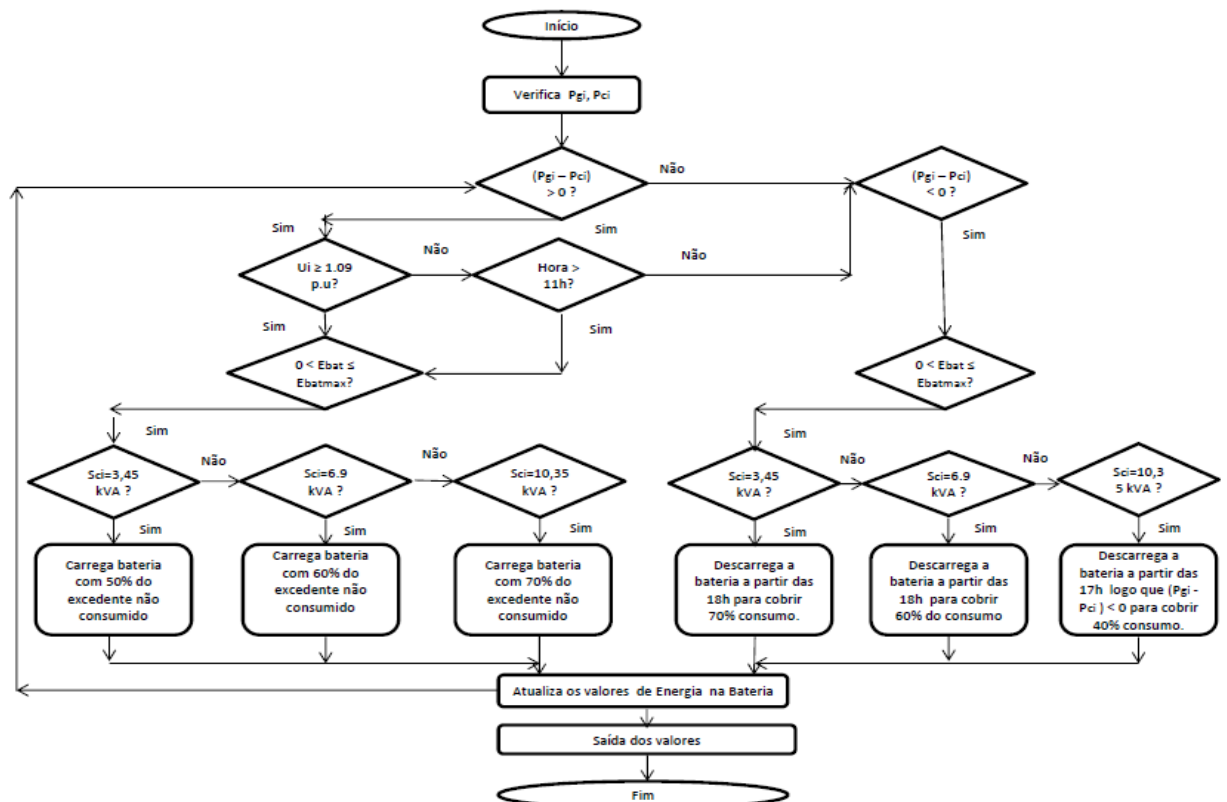 Início
Verifica Pgi, Pci
(Pgi – Pci)
> 0 ?
Não
(Pgi – Pci)
< 0 ?
Sim
Sim
Sim
Ui ≥ 1.09
p.u?
Não
Hora >
11h?
Não
Sim
Sim
0 < Ebat ≤
Ebatmax?
0 < Ebat ≤
Ebatmax?
Sim
Sim
Sci=3,45
kVA ?
Não
Sci=6.9
kVA ?
Não
Sci=10,35
kVA ?
Sci=3,45
kVA ?
Não
Sci=6.9
kVA ?
Não
Sci=10,3
5 kVA ?
Sim
Sim
Sim
Sim
Sim
Sim
Carrega bateria
com 50% do
excedente não
consumido
Carrega bateria
com 60% do
excedente não
consumido
Carrega bateria
com 70% do
excedente não
consumido
Descarrega a
bateria a partir das
18h para cobrir
70% consumo.
Descarrega a
bateria a partir das
18h para cobrir
60% do consumo
Descarrega a
bateria a partir das
17h logo que (Pgi -
Pci ) < 0 para cobrir
40% consumo.
Atualiza os valores de Energia na Bateria
Saída dos valores
Fim